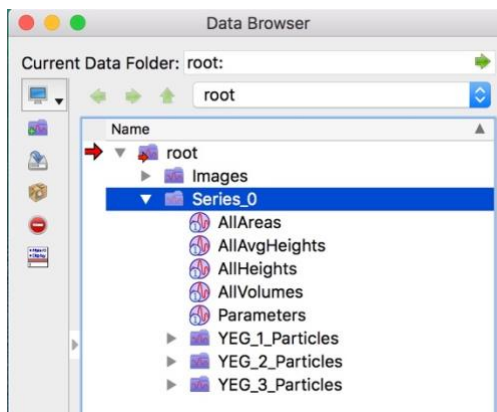 Data Browser
Current Data Folder: root:
root
Name
root
Images
Series_0
AllAreas
AllAvgHeights
AllHeights
AllVolumes
Parameters
YEG_1_Particles
YEG_2_Particles
YEG_3_Particles